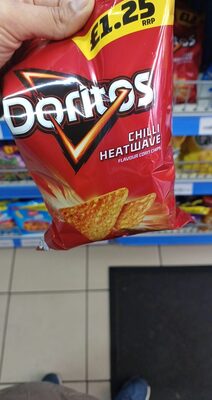 £1.25
RRP
Doritos
CHILLI
HEATWAVE
FLAVOUR CORN CHIPS